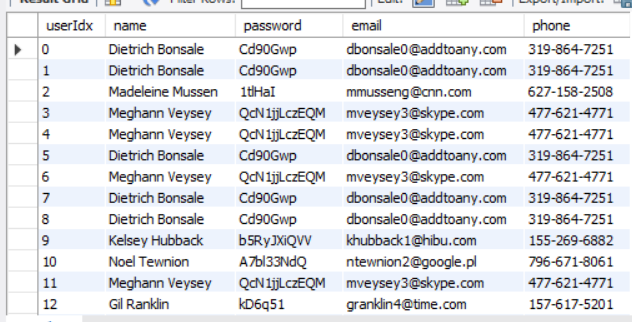 Result Grid Filter Rows: Edit: Export/Import:
userIdx name password email phone
0 Dietrich Bonsale Cd90Gwp dbonsale0@addtoany.com 319-864-7251
1 Dietrich Bonsale Cd90Gwp dbonsale0@addtoany.com 319-864-7251
2 Madeleine Mussen 1tlHaI mmusseng@cnn.com 627-158-2508
3 Meghann Veysey QcN1jjLczEQM mveysey3@skype.com 477-621-4771
4 Meghann Veysey QcN1jjLczEQM mveysey3@skype.com 477-621-4771
5 Dietrich Bonsale Cd90Gwp dbonsale0@addtoany.com 319-864-7251
6 Meghann Veysey QcN1jjLczEQM mveysey3@skype.com 477-621-4771
7 Dietrich Bonsale Cd90Gwp dbonsale0@addtoany.com 319-864-7251
8 Dietrich Bonsale Cd90Gwp dbonsale0@addtoany.com 319-864-7251
9 Kelsey Hubback b5RyJXiQVV khubback1@hibu.com 155-269-6882
10 Noel Tewnion A7bl33NdQ ntewnion2@google.pl 796-671-8061
11 Meghann Veysey QcN1jjLczEQM mveysey3@skype.com 477-621-4771
12 Gil Ranklin kD6q51 granklin4@time.com 157-617-5201